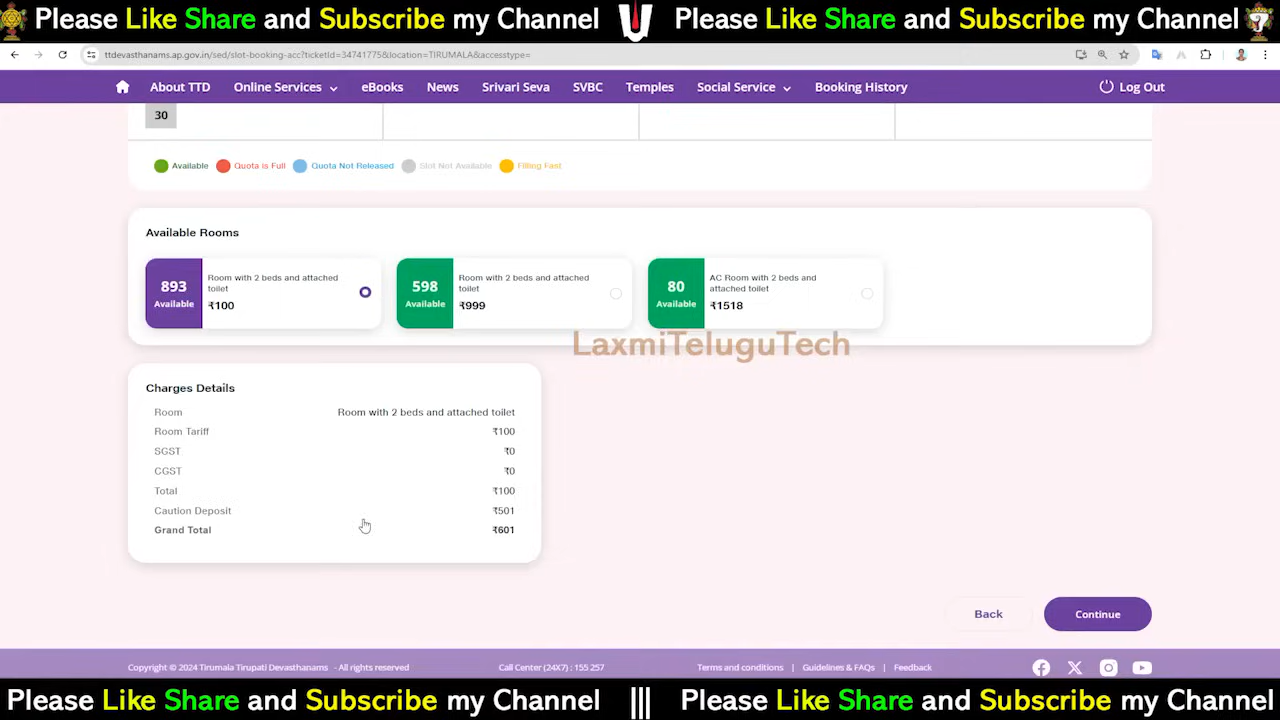 Please Like Share and Subscribe my Channel Please Like Share and Subscribe my Channel
ttdevasthanams.ap.gov.in/sed/slot-booking-acc?ticketId=34741775&location=TIRUMALA&accesstype=
About TTD Online Services eBooks News Srivari Seva SVBC Temples Social Service Booking History Log Out
30
Available Quota is Full Quota Not Released Slot Not Available Filling Fast
Available Rooms
893 Available
Room with 2 beds and attached
toilet
₹100
598 Available
Room with 2 beds and attached
toilet
₹999
80 Available
AC Room with 2 beds and
attached toilet
₹1518
LaxmiTeluguTech
Charges Details
Room Room with 2 beds and attached toilet
Room Tariff ₹100
SGST ₹0
CGST ₹0
Total ₹100
Caution Deposit ₹501
Grand Total ₹601
Back Continue
Copyright © 2024 Tirumala Tirupati Devasthanams - All rights reserved Call Center (24X7) : 155 257 Terms and conditions | Guidelines & FAQs | Feedback
Please Like Share and Subscribe my Channel ||| Please Like Share and Subscribe my Channel